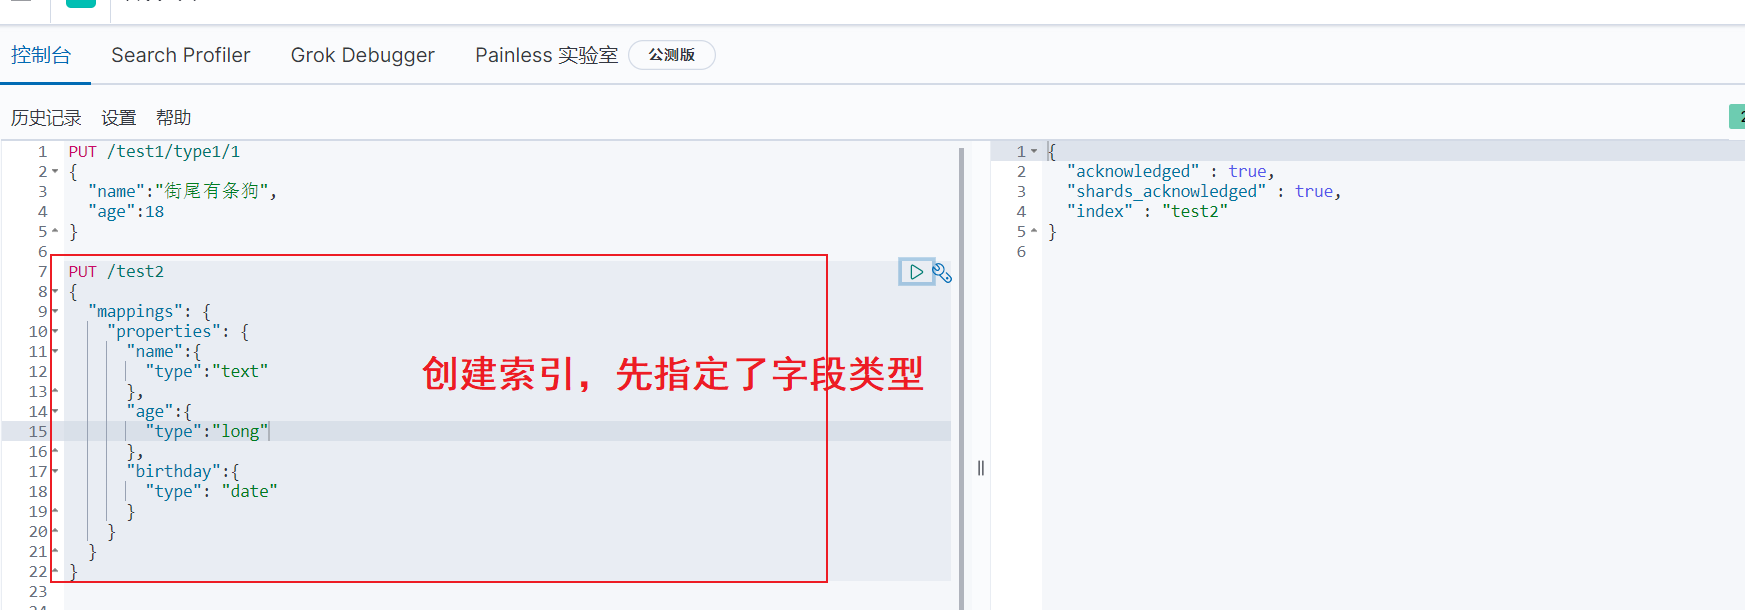 控制台 Search Profiler Grok Debugger Painless 实验室 公测版
历史记录 设置 帮助
1 PUT /test1/type1/1
2 {
3 "name":"街尾有条狗",
4 "age":18
5 }
6
7 PUT /test2
8 {
9 "mappings": {
10 "properties": {
11 "name":{
12 "type":"text"
13 },
14 "age":{
15 "type":"long"
16 },
17 "birthday":{
18 "type": "date"
19 }
20 }
21 }
22 }
23
创建索引，先指定了字段类型
1 {
2 "acknowledged" : true,
3 "shards_acknowledged" : true,
4 "index" : "test2"
5 }
6